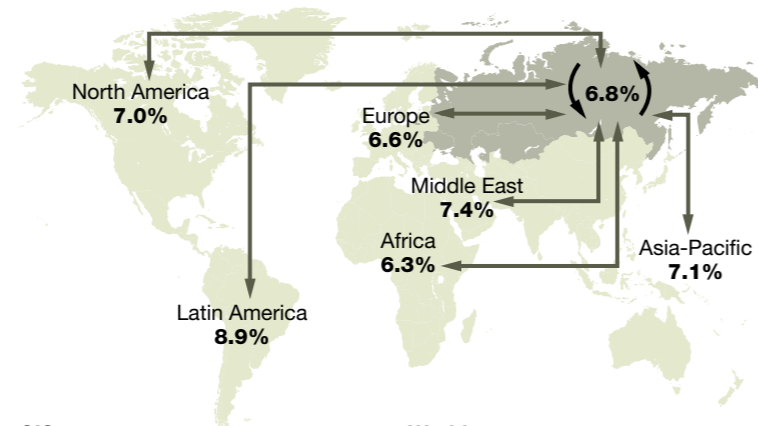 North America
7.0%
6.8%
Europe
6.6%
Middle East
7.4%
Africa
6.3%
Asia-Pacific
7.1%
Latin America
8.9%